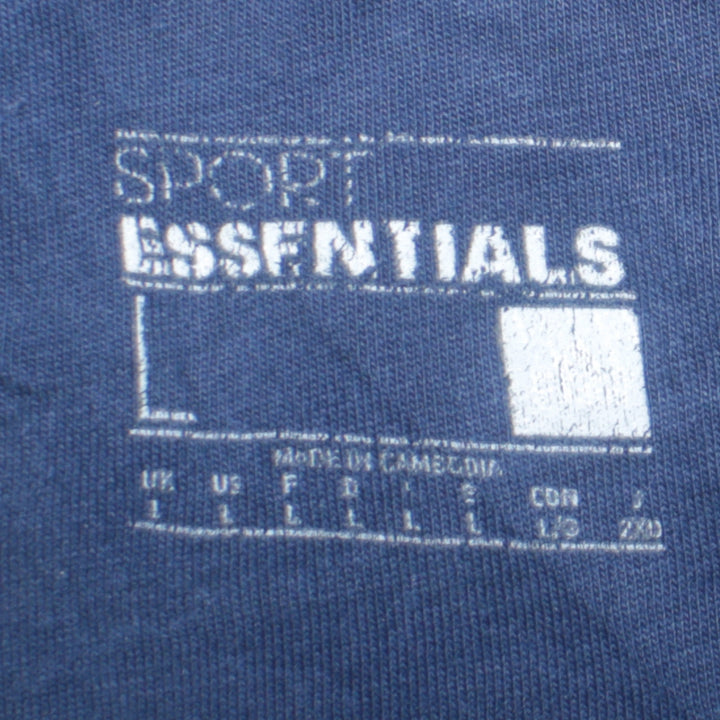 SPORT
ESSENTIALS
L
MADE IN CAMBODIA
UK US F D I E CDN J
L L L L L L L/G 2XO